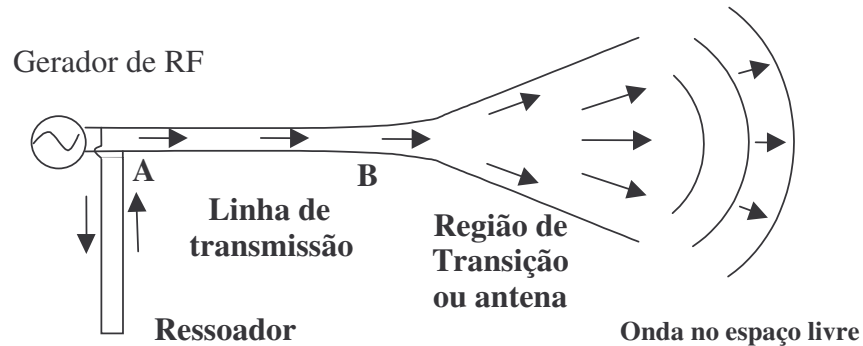 Gerador de RF
A
B
Linha de
transmissão
Região de
Transição
ou antena
Ressoador
Onda no espaço livre